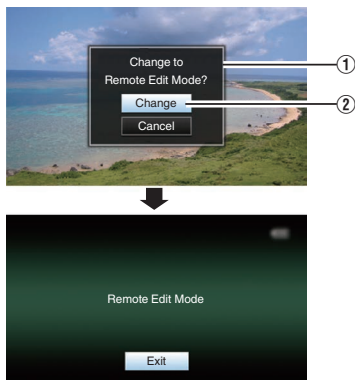 Change to
Remote Edit Mode?
Change
Cancel
①
②
Remote Edit Mode
Exit